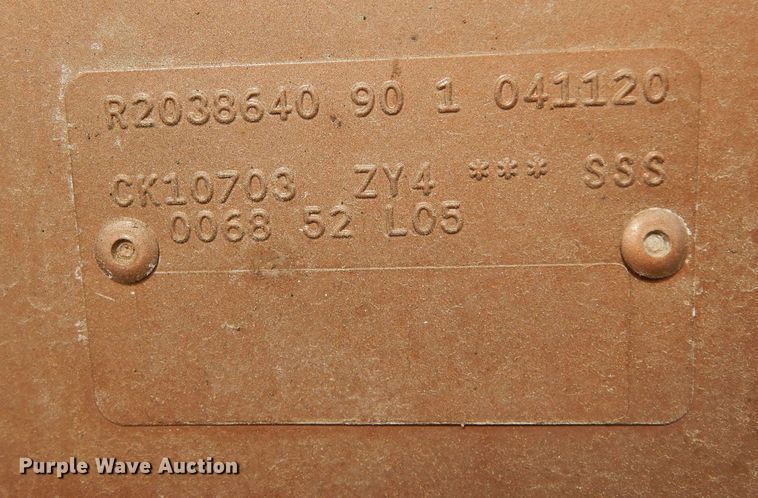 R2038640 90 1 041120
CK10703 ZY4 *** SSS
0068 52 L05
Purple Wave Auction